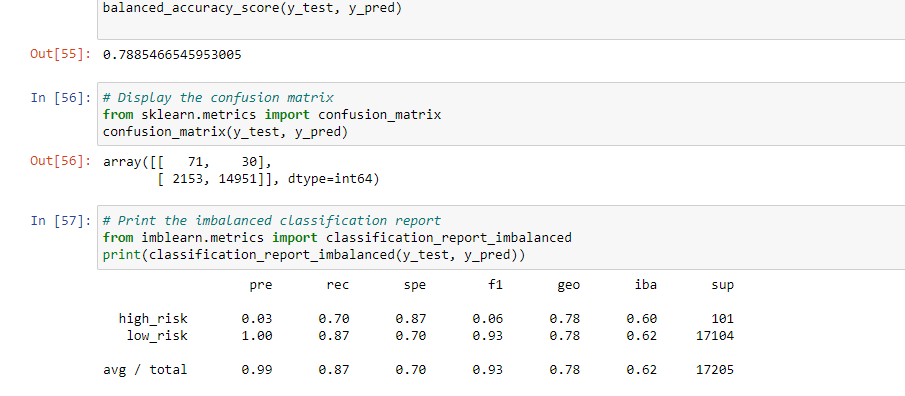 balanced_accuracy_score(y_test, y_pred)
Out[55]: 0.7885466545953005
In [56]: # Display the confusion matrix
from sklearn.metrics import confusion_matrix
confusion_matrix(y_test, y_pred)
Out[56]: array([[   71,    30],
       [ 2153, 14951]], dtype=int64)
In [57]: # Print the imbalanced classification report
from imblearn.metrics import classification_report_imbalanced
print(classification_report_imbalanced(y_test, y_pred))
pre rec spe f1 geo iba sup
high_risk 0.03 0.70 0.87 0.06 0.78 0.60 101
low_risk 1.00 0.87 0.70 0.93 0.78 0.62 17104
avg / total 0.99 0.87 0.70 0.93 0.78 0.62 17205